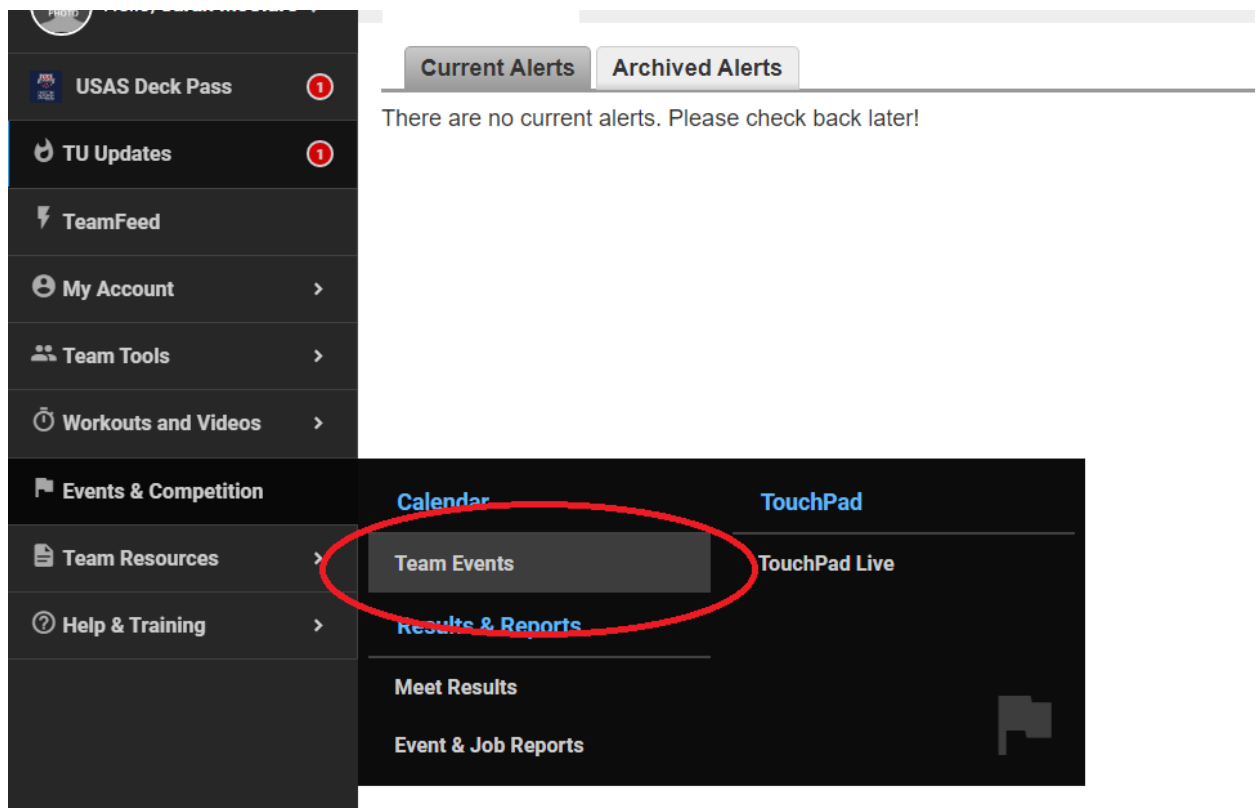 PHOTO
USAS Deck Pass 1
TU Updates 1
TeamFeed
My Account
Team Tools
Workouts and Videos
Events & Competition
Team Resources
Help & Training
Current Alerts Archived Alerts
There are no current alerts. Please check back later!
Calendar
Team Events
Results & Reports
Meet Results
Event & Job Reports
TouchPad
TouchPad Live